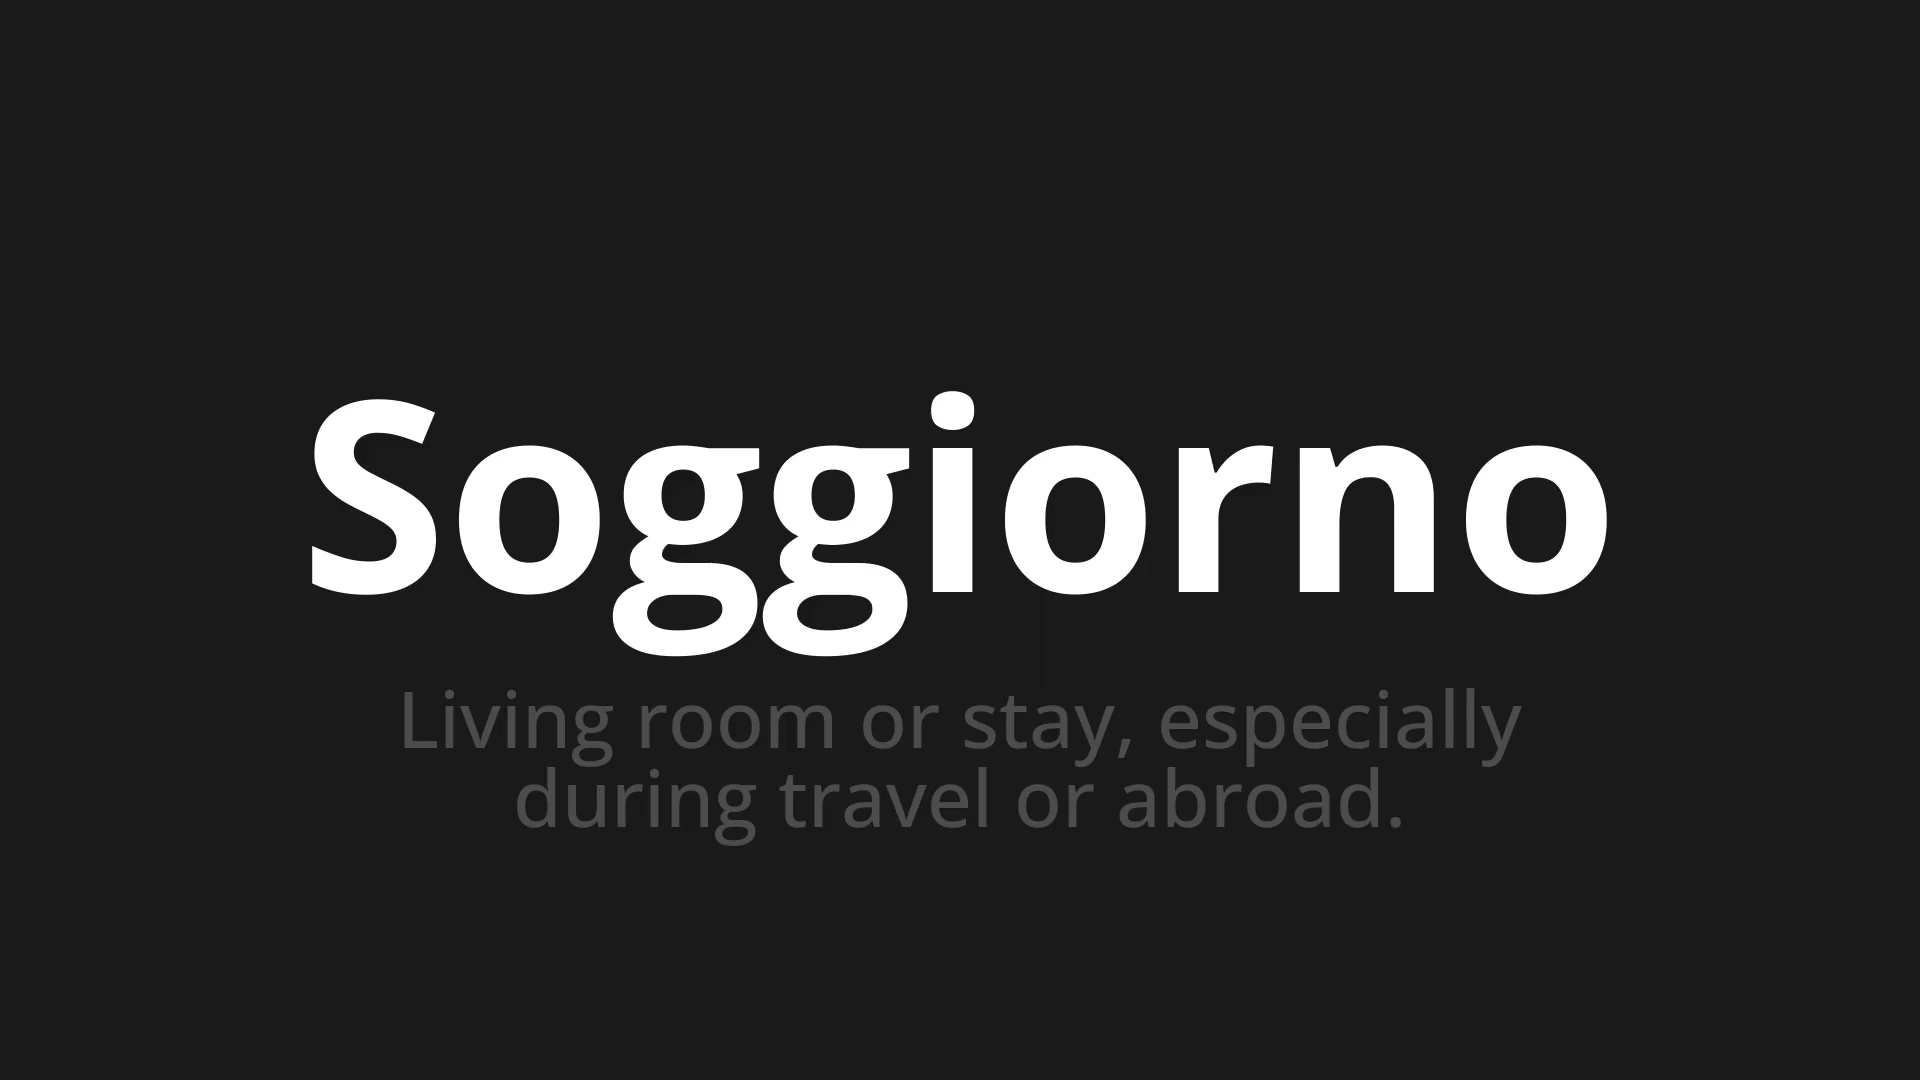 Soggiorno
Living room or stay, especially
during travel or abroad.